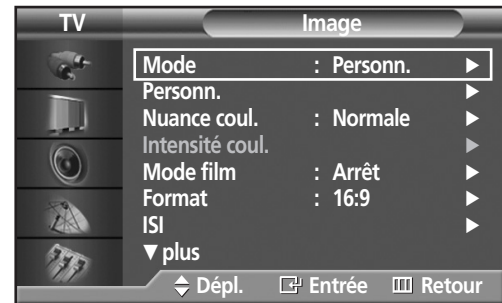 TV Image
Mode : Personn. ►
Personn. ►
Nuance coul. : Normale ►
Intensité coul. ►
Mode film : Arrêt ►
Format : 16:9 ►
ISI ►
▼plus
Dépl. Entrée Retour